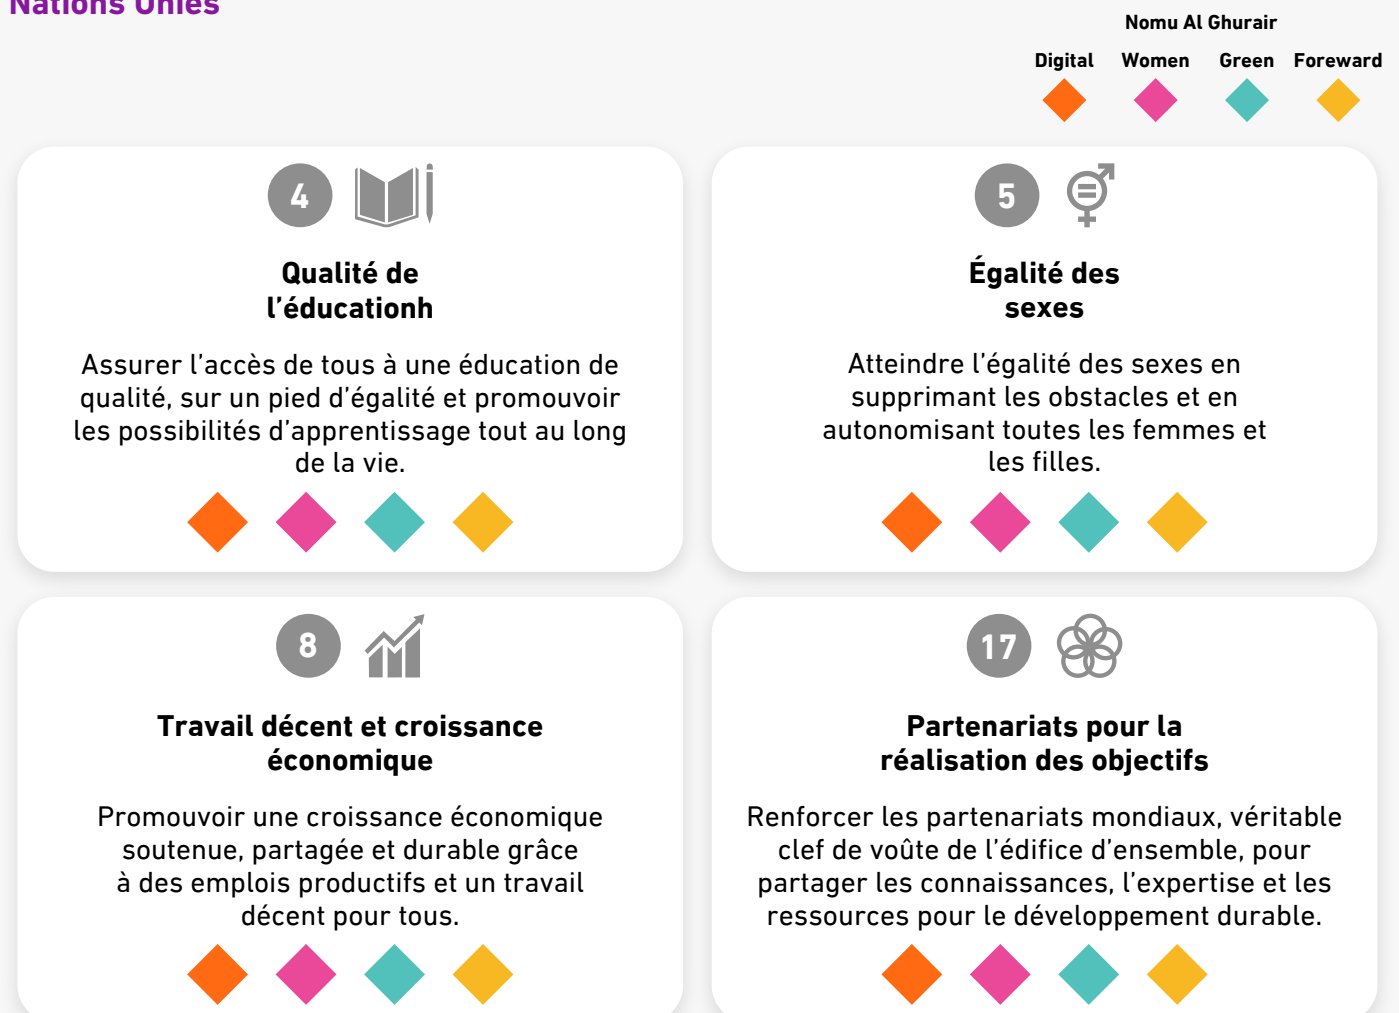 Nations Unies
Nomu Al Ghurair
Digital Women Green Foreward
4
Qualité de
l’éducationh
Assurer l’accès de tous à une éducation de
qualité, sur un pied d’égalité et promouvoir
les possibilités d’apprentissage tout au long
de la vie.
5
Égalité des
sexes
Atteindre l’égalité des sexes en
supprimant les obstacles et en
autonomisant toutes les femmes et
les filles.
8
Travail décent et croissance
économique
Promouvoir une croissance économique
soutenue, partagée et durable grâce
à des emplois productifs et un travail
décent pour tous.
17
Partenariats pour la
réalisation des objectifs
Renforcer les partenariats mondiaux, véritable
clef de voûte de l’édifice d’ensemble, pour
partager les connaissances, l’expertise et les
ressources pour le développement durable.